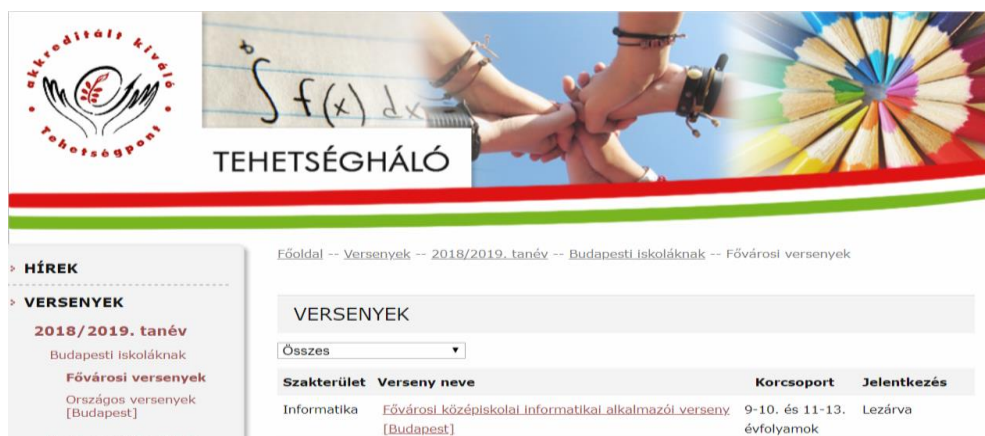 akkreditált kiváló
Tehetségpont
∫ f(x) dx
TEHETSÉGHÁLÓ
HÍREK
VERSENYEK
2018/2019. tanév
Budapesti iskoláknak
Fővárosi versenyek
Országos versenyek
[Budapest]
Főoldal -- Versenyek -- 2018/2019. tanév -- Budapesti iskoláknak -- Fővárosi versenyek
VERSENYEK
Összes
Szakterület Verseny neve Korcsoport Jelentkezés
Informatika Fővárosi középiskolai informatikai alkalmazói verseny 9-10. és 11-13. Lezárva
[Budapest] évfolyamok